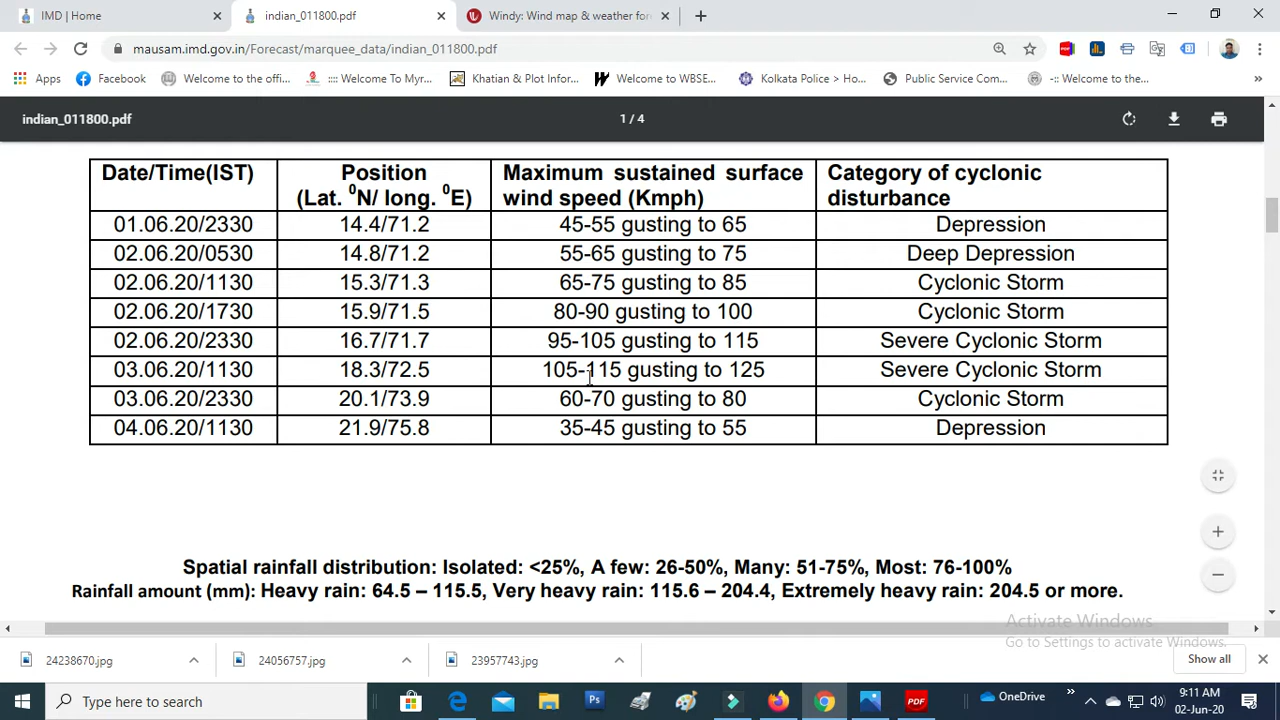 IMD | Home
indian_011800.pdf
Windy: Wind map & weather for
mausam.imd.gov.in/Forecast/marquee_data/indian_011800.pdf
Apps
Facebook
Welcome to the offi...
:::: Welcome To Myr...
Khatian & Plot Infor...
Welcome to WBSE...
Kolkata Police > Ho...
Public Service Com...
-:: Welcome to the...
»
indian_011800.pdf
1 / 4
Date/Time(IST) Position Maximum sustained surface Category of cyclonic
(Lat. ⁰N/ long. ⁰E) wind speed (Kmph) disturbance
01.06.20/2330 14.4/71.2 45-55 gusting to 65 Depression
02.06.20/0530 14.8/71.2 55-65 gusting to 75 Deep Depression
02.06.20/1130 15.3/71.3 65-75 gusting to 85 Cyclonic Storm
02.06.20/1730 15.9/71.5 80-90 gusting to 100 Cyclonic Storm
02.06.20/2330 16.7/71.7 95-105 gusting to 115 Severe Cyclonic Storm
03.06.20/1130 18.3/72.5 105-115 gusting to 125 Severe Cyclonic Storm
03.06.20/2330 20.1/73.9 60-70 gusting to 80 Cyclonic Storm
04.06.20/1130 21.9/75.8 35-45 gusting to 55 Depression
Spatial rainfall distribution: Isolated: <25%, A few: 26-50%, Many: 51-75%, Most: 76-100%
Rainfall amount (mm): Heavy rain: 64.5 – 115.5, Very heavy rain: 115.6 – 204.4, Extremely heavy rain: 204.5 or more.
Activate Windows
Go to Settings to activate Windows.
24238670.jpg
24056757.jpg
23957743.jpg
Show all
Type here to search
Ps
PDF
OneDrive
9:11 AM
02-Jun-20